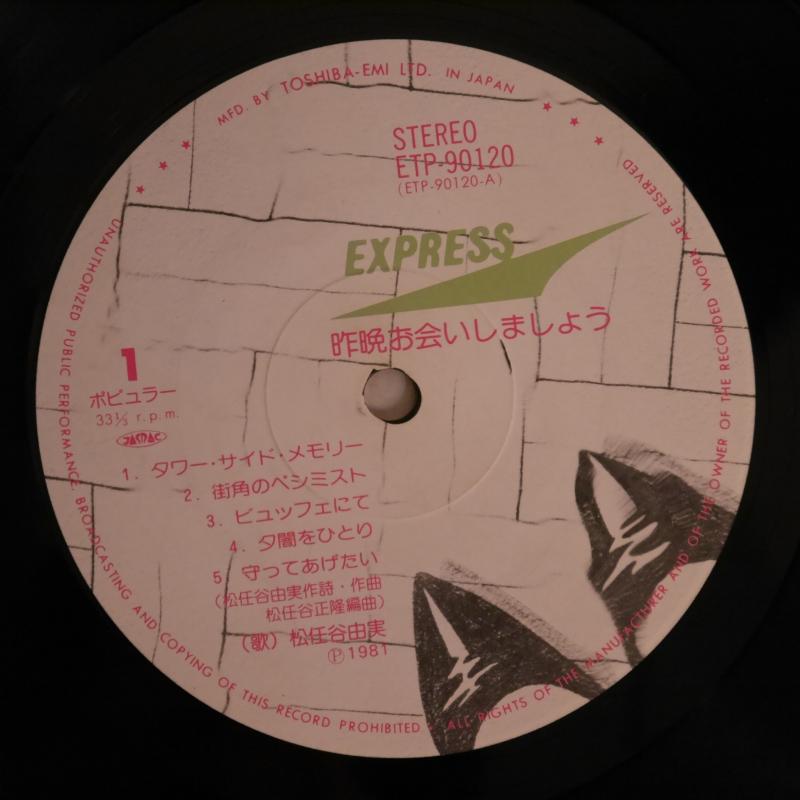 MFD. BY TOSHIBA-EMI LTD. IN JAPAN
STEREO
ETP-90120
(ETP-90120-A)
EXPRESS
昨晩お会いしましょう
1
ポピュラー
33⅓ r.p.m.
JASRAC
1. タワー・サイド・メモリー
2. 街角のペシミスト
3. ビュッフェにて
4. 夕闇をひとり
5. 守ってあげたい
(松任谷由実作詩・作曲
松任谷正隆編曲)
(歌) 松任谷由実
Ⓟ1981
UNAUTHORIZED PUBLIC PERFORMANCE, BROADCASTING AND COPYING OF THIS RECORD PROHIBITED · ALL RIGHTS OF THE MANUFACTURER AND OF THE OWNER OF THE RECORDED WORK ARE RESERVED